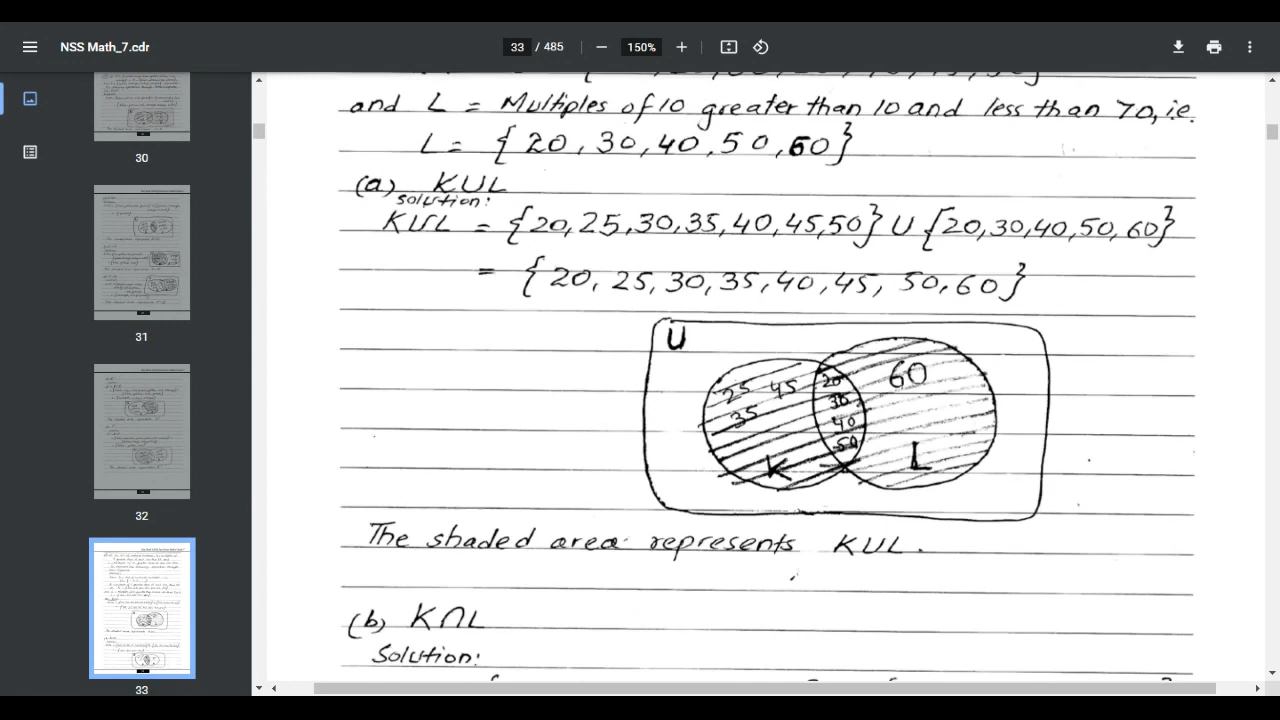 NSS Math_7.cdr
33 / 485
150%
and L = Multiples of 10 greater than 10 and less than 70, i.e.
L = {20, 30, 40, 50, 60}
(a) KUL
solution:
KUL = {20, 25, 30, 35, 40, 45, 50} U {20, 30, 40, 50, 60}
= {20, 25, 30, 35, 40, 45, 50, 60}
U
25 45
35
20
30
40
50
60
K
L
The shaded area represents KUL.
(b) K∩L
Solution:
30
31
32
33